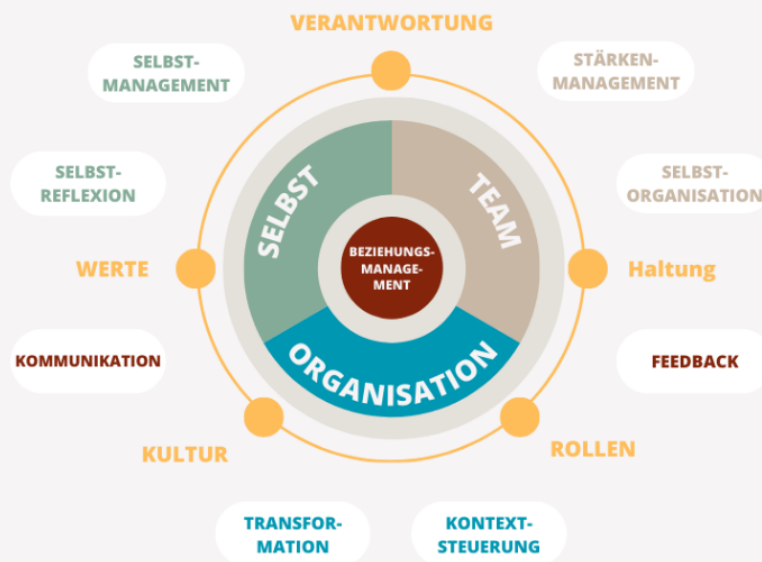 VERANTWORTUNG
SELBST-
MANAGEMENT
STÄRKEN-
MANAGEMENT
SELBST-
REFLEXION
SELBST
TEAM
SELBST-
ORGANISATION
BEZIEHUNGS-
MANAGE-
MENT
WERTE
Haltung
KOMMUNIKATION
ORGANISATION
FEEDBACK
KULTUR
ROLLEN
TRANSFOR-
MATION
KONTEXT-
STEUERUNG